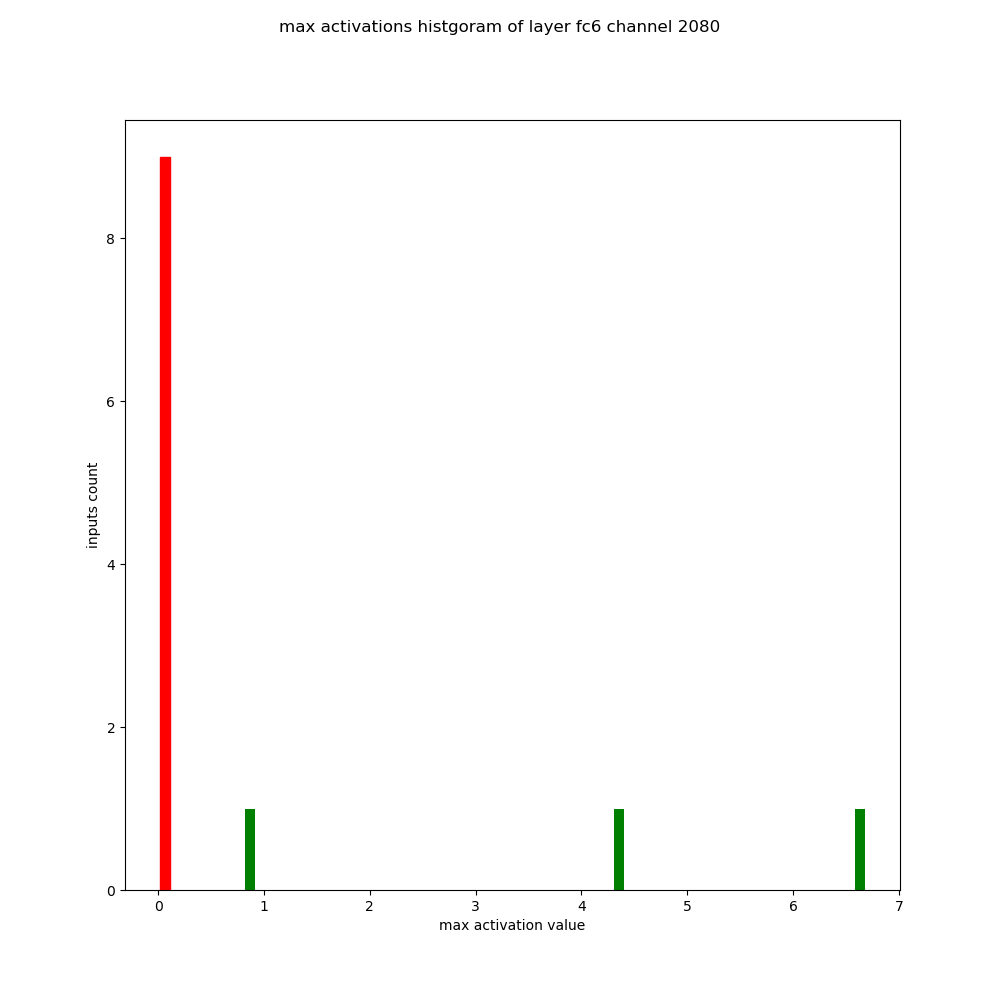 max activations histgoram of layer fc6 channel 2080
8
6
4
2
0
inputs count
0 1 2 3 4 5 6 7
max activation value